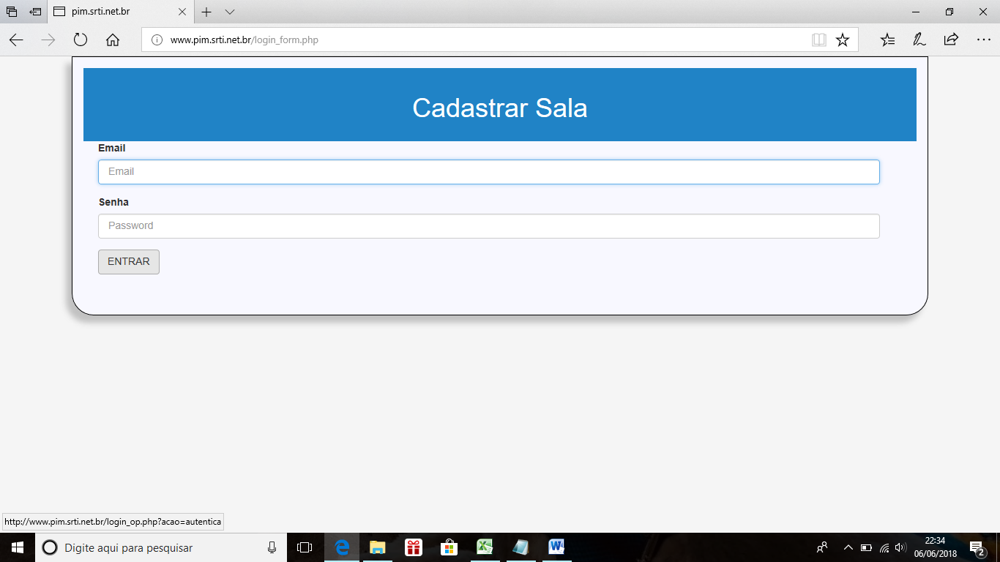 pim.srti.net.br
www.pim.srti.net.br/login_form.php
Cadastrar Sala
Email
Email
Senha
Password
ENTRAR
http://www.pim.srti.net.br/login_op.php?acao=autentica
Digite aqui para pesquisar
22:34
06/06/2018
2